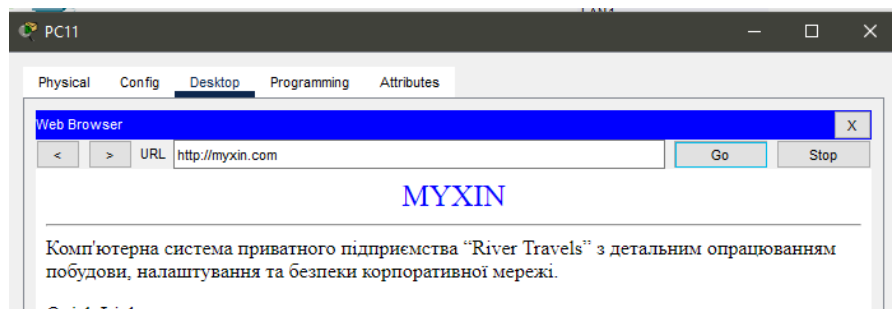 PC11
Physical Config Desktop Programming Attributes
Web Browser X
< > URL http://myxin.com Go Stop
MYXIN
Комп'ютерна система приватного підприємства “River Travels” з детальним опрацюванням
побудови, налаштування та безпеки корпоративної мережі.